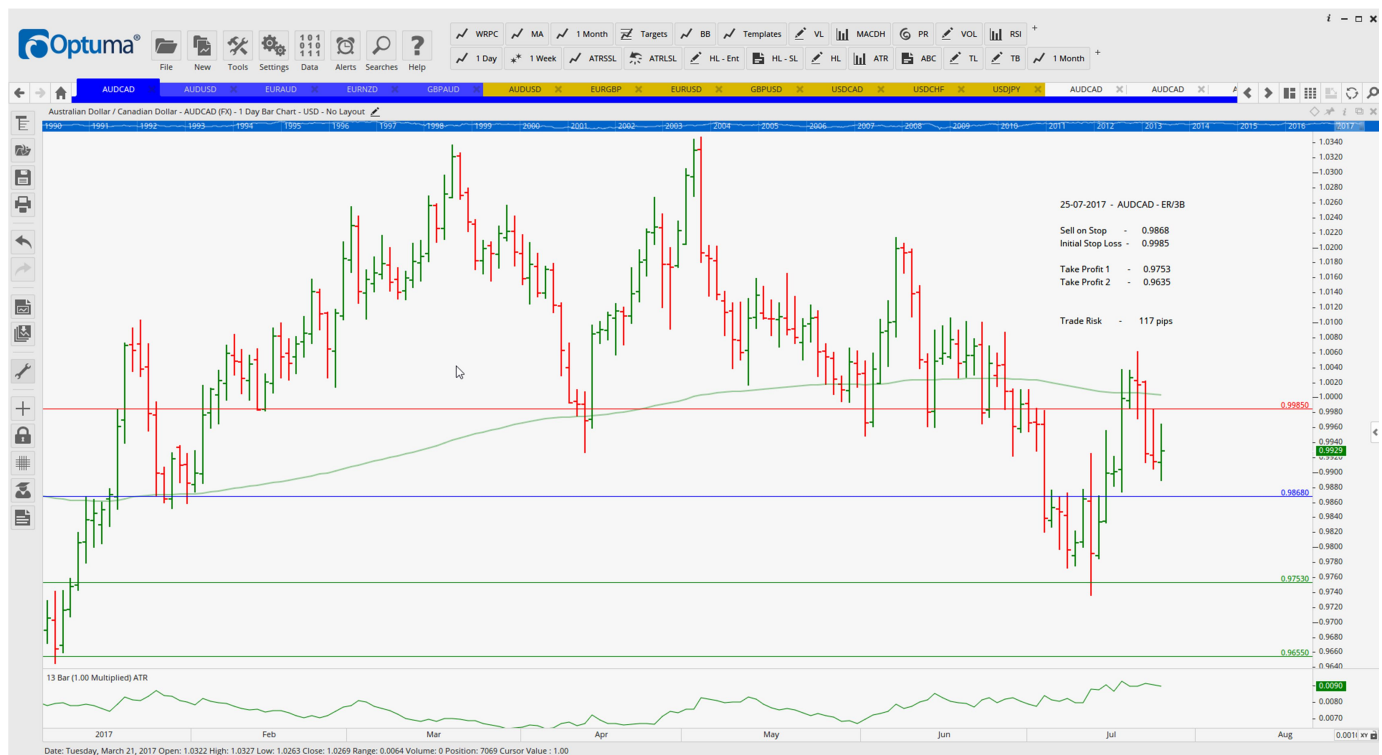 i
Optuma®
File
New
Tools
Settings
101 010 111
Data
Alerts
Searches
?
Help
WRPC
MA
1 Month
Targets
BB
Templates
VL
MACDH
PR
VOL
RSI
+
1 Day
1 Week
ATRSSL
ATRLSL
HL - Ent
HL - SL
HL
ATR
ABC
TL
TB
1 Month
+
AUDCAD
AUDUSD
EURAUD
EURNZD
GBPAUD
AUDUSD
EURGBP
EURUSD
GBPUSD
USDCAD
USDCHF
USDJPY
AUDCAD
AUDCAD
Australian Dollar / Canadian Dollar - AUDCAD (FX) - 1 Day Bar Chart - USD - No Layout
1990 1991 1992 1993 1994 1995 1996 1997 1998 1999 2000 2001 2002 2003 2004 2005 2006 2007 2008 2009 2010 2011 2012 2013 2014 2015 2016 2017
25-07-2017 - AUDCAD - ER/3B
Sell on Stop - 0.9868
Initial Stop Loss - 0.9985
Take Profit 1 - 0.9753
Take Profit 2 - 0.9635
Trade Risk - 117 pips
1.0340
1.0320
1.0300
1.0280
1.0260
1.0240
1.0220
1.0200
1.0180
1.0160
1.0140
1.0120
1.0100
1.0080
1.0060
1.0040
1.0020
1.0000
0.99850
0.9980
0.9960
0.9940
0.9929
0.9920
0.9900
0.9880
0.98680
0.9860
0.9840
0.9820
0.9800
0.9780
0.9760
0.97530
0.9740
0.9720
0.9700
0.9680
0.9660
0.96550
0.9640
13 Bar (1.00 Multiplied) ATR
0.0090
0.0080
0.0070
2017 Feb Mar Apr May Jun Jul Aug
0.0010 XY
Date: Tuesday, March 21, 2017 Open: 1.0322 High: 1.0327 Low: 1.0263 Close: 1.0269 Range: 0.0064 Volume: 0 Position: 7069 Cursor Value : 1.00